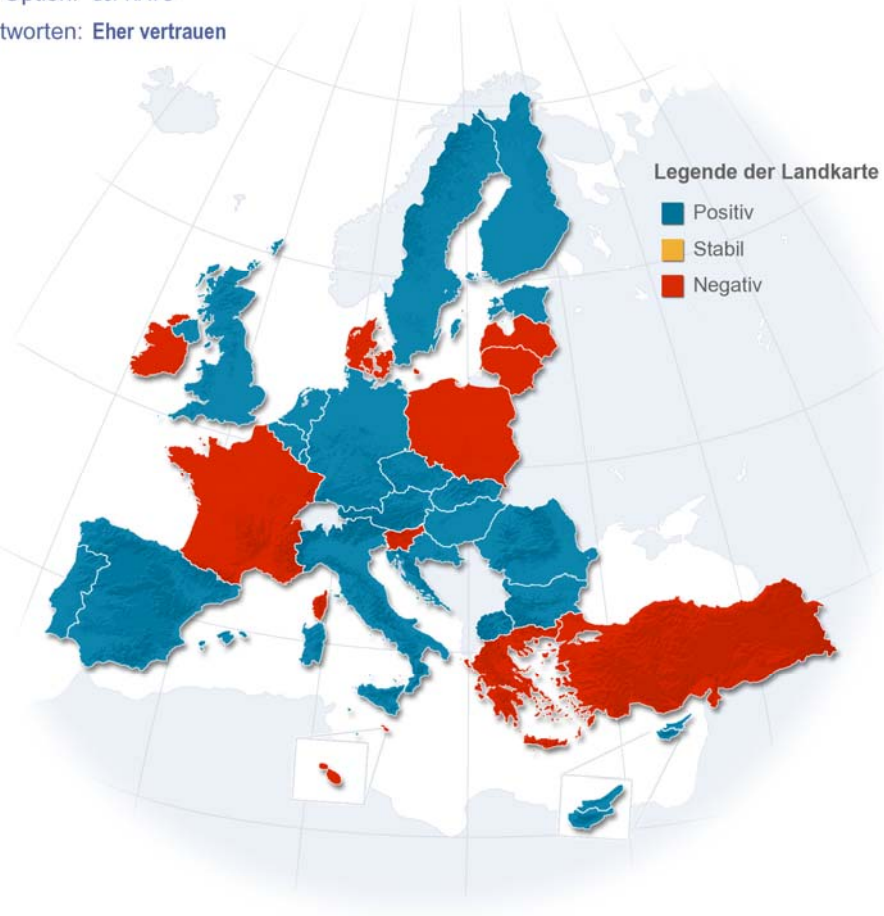 tworten: Eher vertrauen
Legende der Landkarte
Positiv
Stabil
Negativ